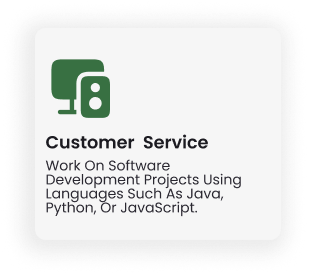 Customer  Service
Work On Software
Development Projects Using
Languages Such As Java,
Python, Or JavaScript.